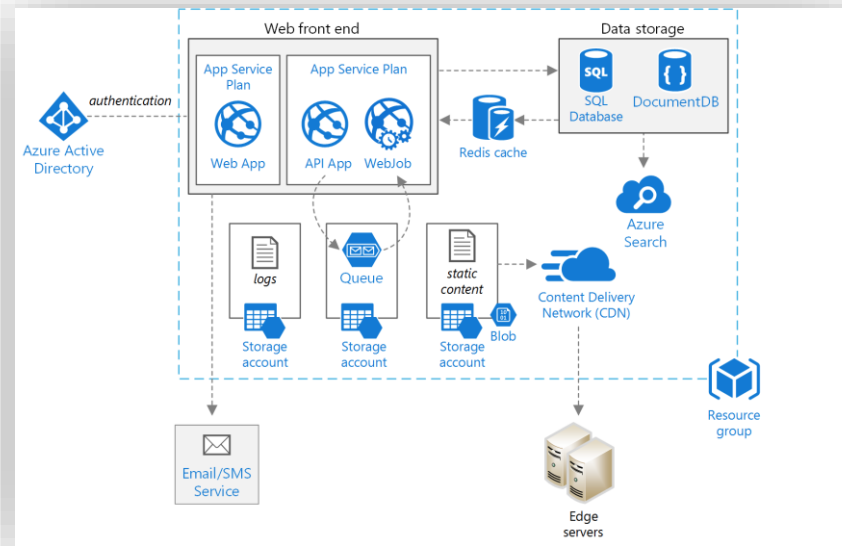 Web front end
Data storage
App Service
Plan
App Service Plan
Web App
API App
WebJob
authentication
Azure Active
Directory
SQL
SQL
Database
{ }
DocumentDB
Redis cache
Azure
Search
logs
Queue
static
content
Content Delivery
Network (CDN)
10
01
Blob
Storage
account
Storage
account
Storage
account
Resource
group
Email/SMS
Service
Edge
servers